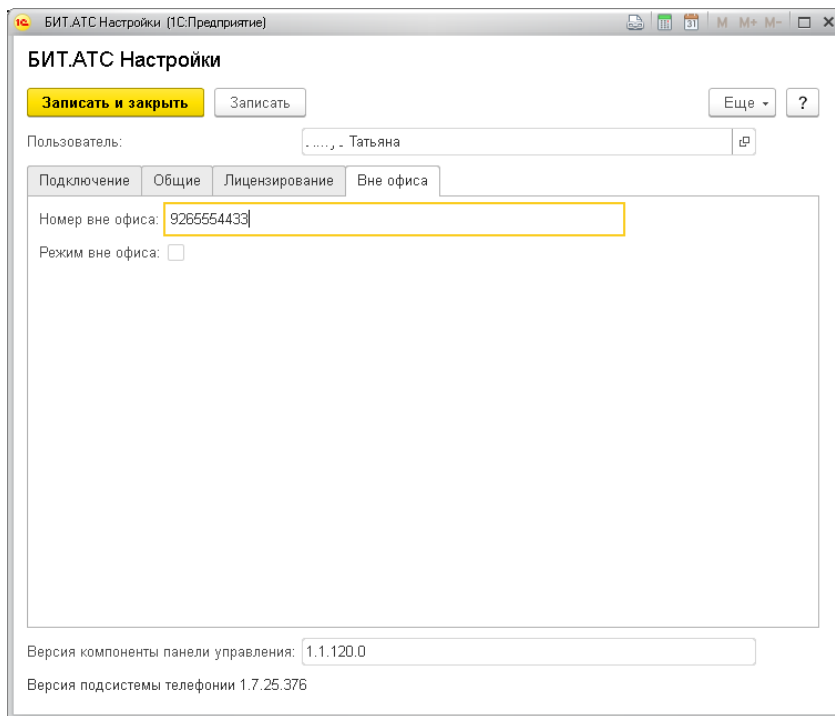 1С БИТ.АТС Настройки (1С:Предприятие) 31 M M+ M-
БИТ.АТС Настройки
Записать и закрыть Записать Еще ?
Пользователь: Татьяна
Подключение Общие Лицензирование Вне офиса
Номер вне офиса: 9265554433
Режим вне офиса:
Версия компоненты панели управления: 1.1.120.0
Версия подсистемы телефонии 1.7.25.376